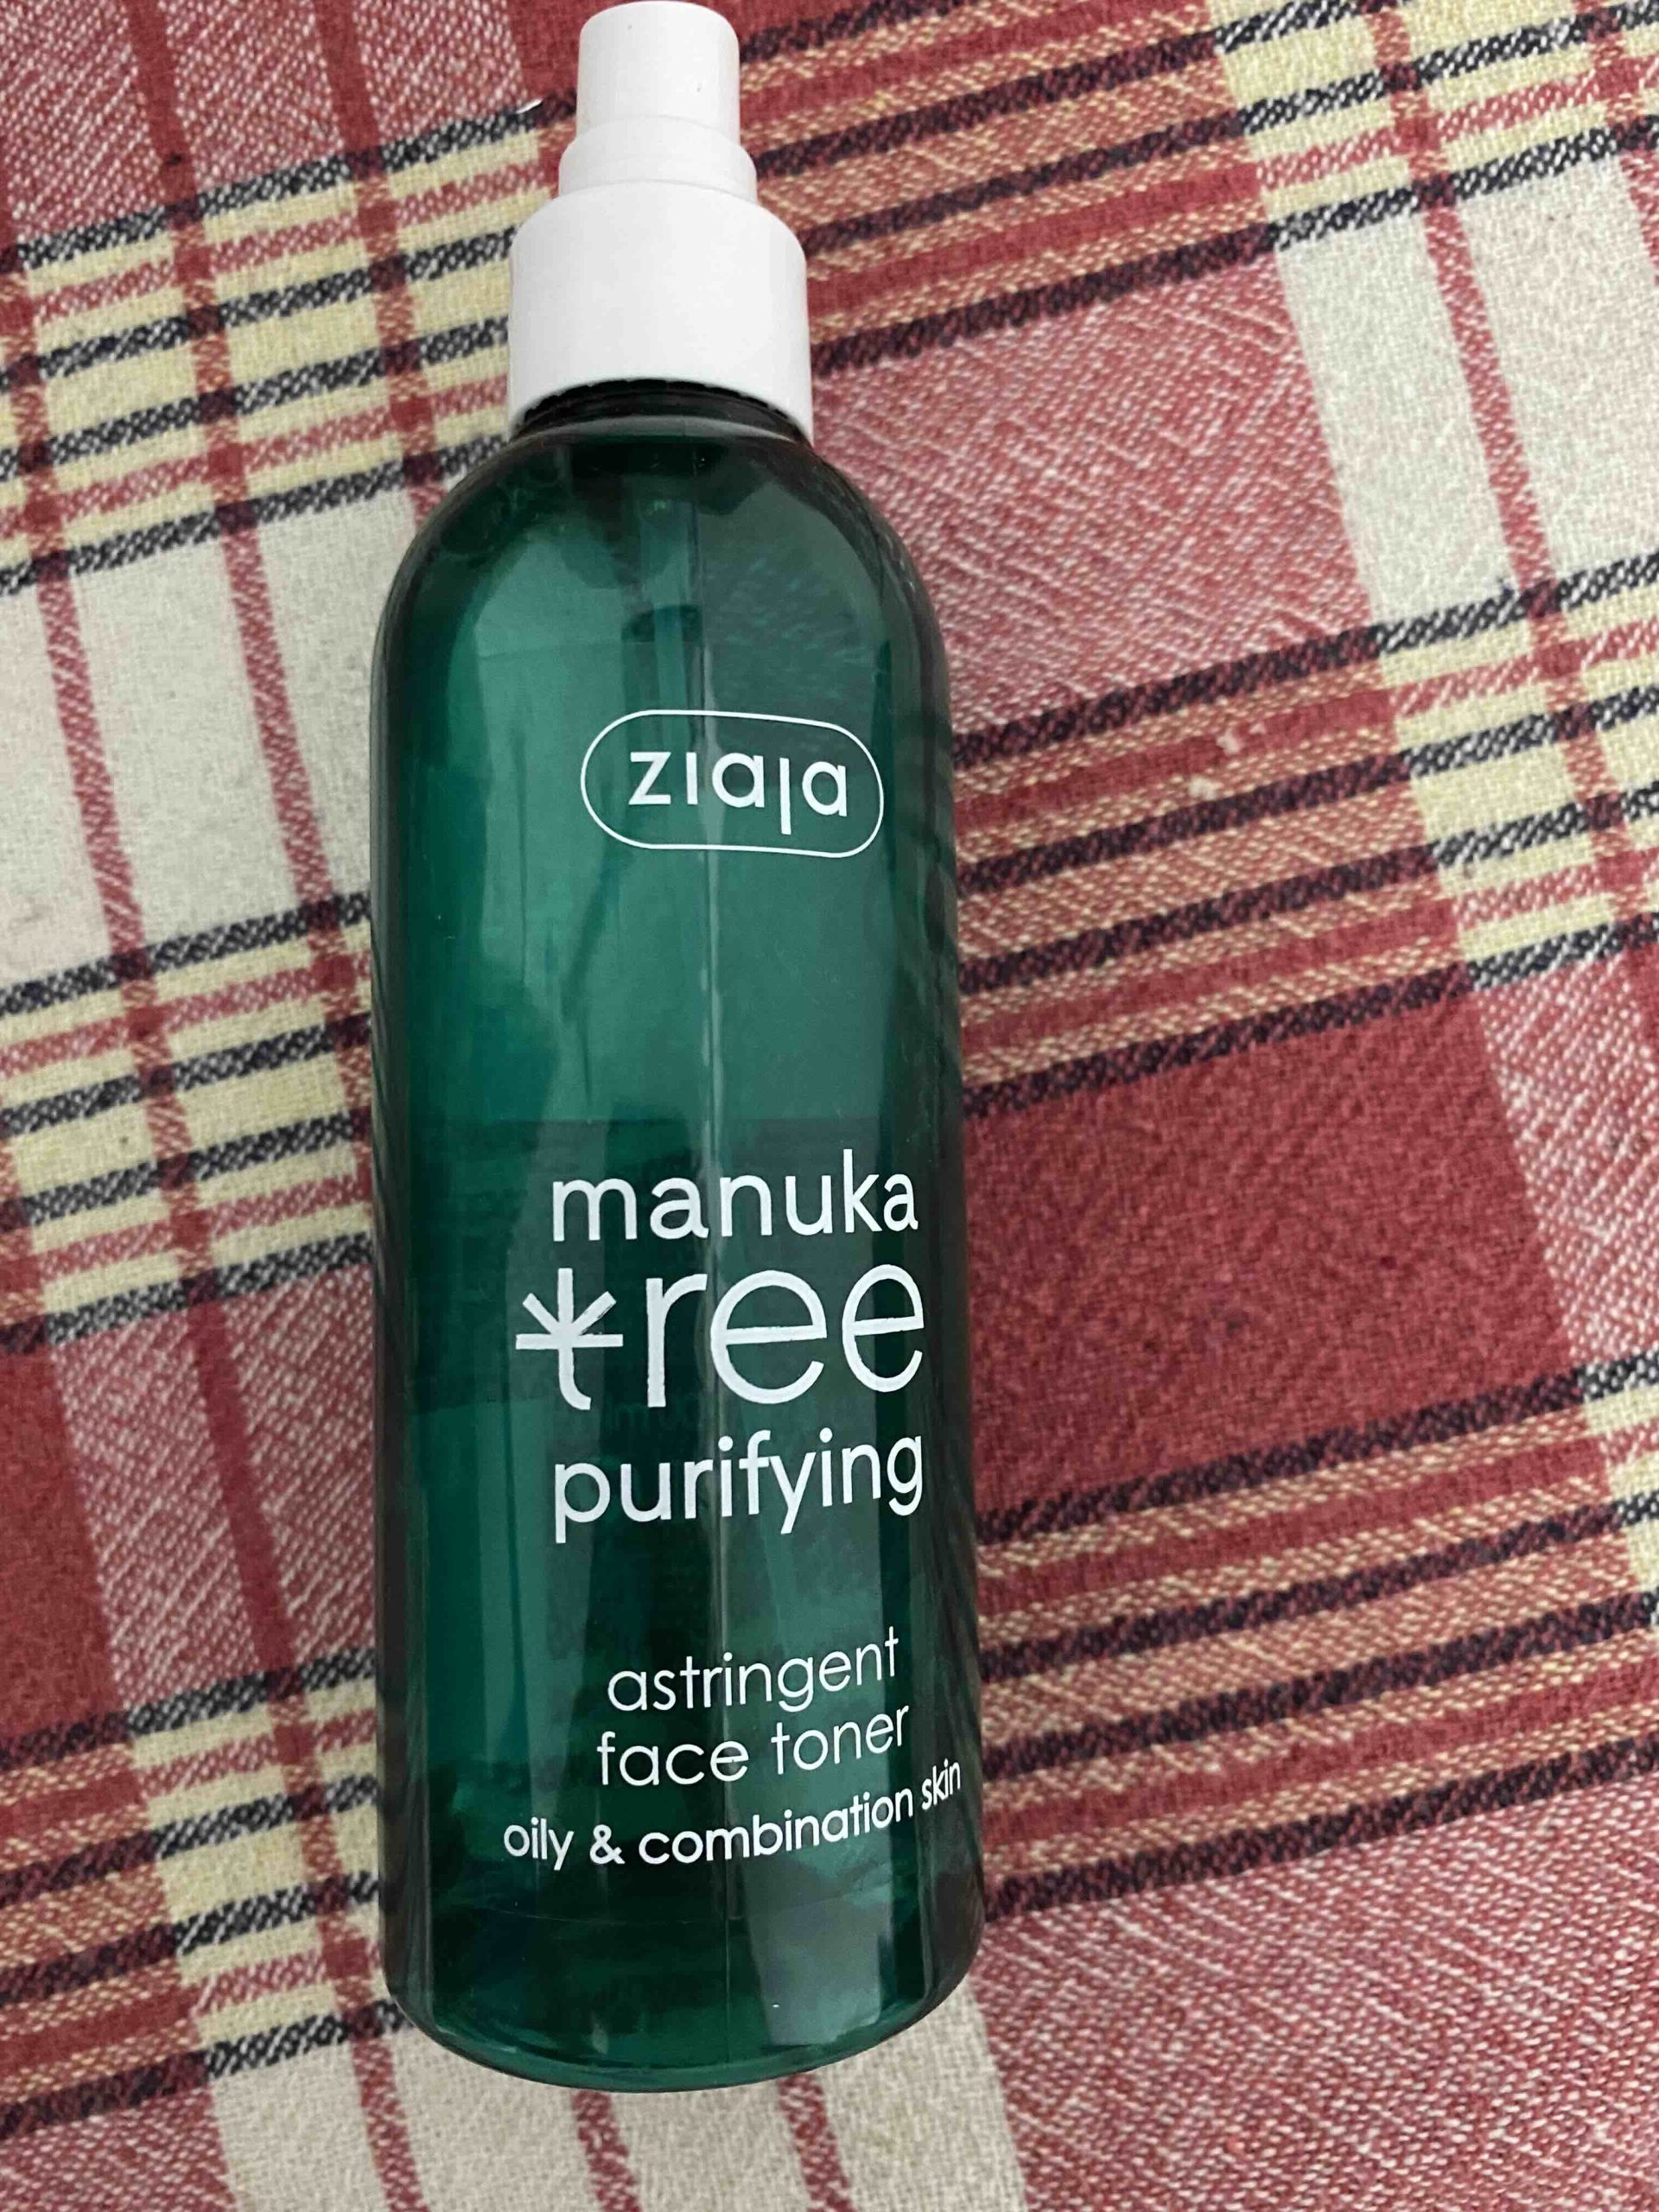 ziaja
manuka
tree
purifying
astringent
face toner
oily & combination skin